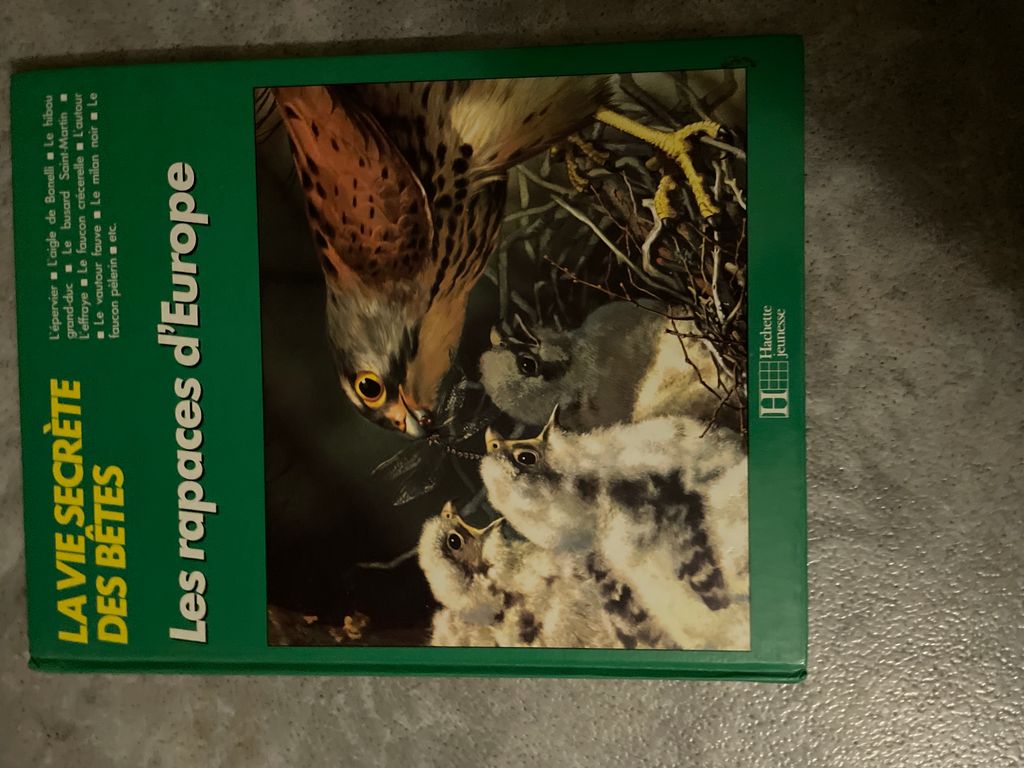 LA VIE SECRÈTE
DES BÊTES
L'épervier ■ L'aigle de Bonelli ■ Le hibou
grand-duc ■ Le busard Saint-Martin ■
L'effraye ■ Le faucon crécerelle ■ L'autour
■ Le vautour fauve ■ Le milan noir ■ Le
faucon pèlerin ■ etc.
Les rapaces d'Europe
H Hachette
jeunesse